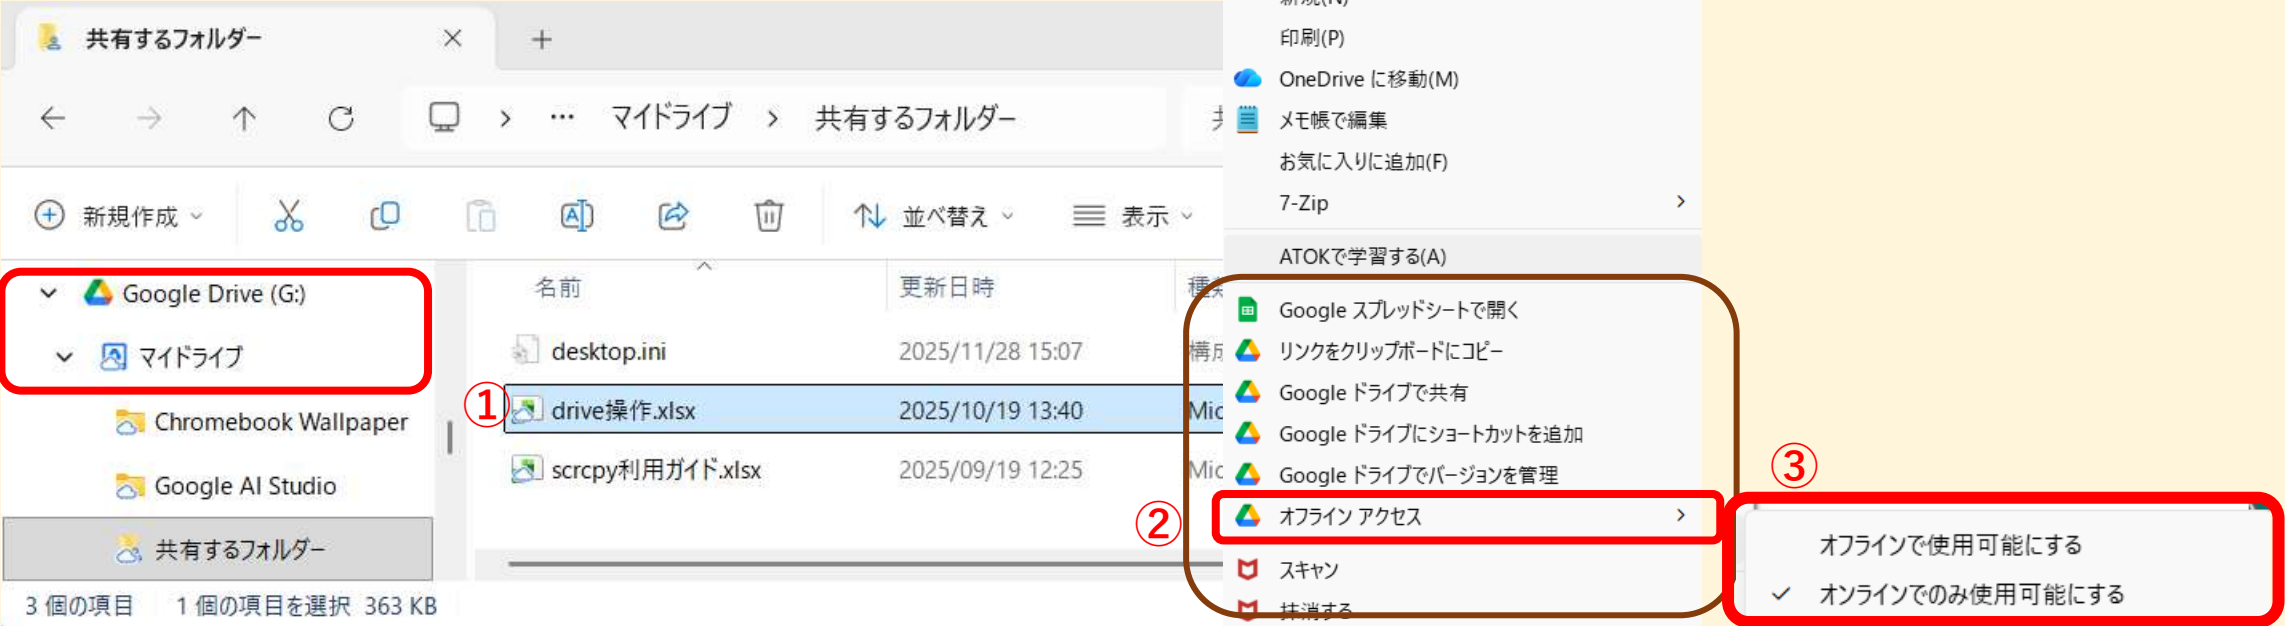 共有するフォルダー
マイドライブ > 共有するフォルダー
新規作成
並べ替え
表示
Google Drive (G:)
マイドライブ
Chromebook Wallpaper
Google AI Studio
共有するフォルダー
名前 更新日時
desktop.ini 2025/11/28 15:07
① drive操作.xlsx 2025/10/19 13:40 Mic
scrcpy利用ガイド.xlsx 2025/09/19 12:25 Mic
3 個の項目 1 個の項目を選択 363 KB
印刷(P)
OneDrive に移動(M)
メモ帳で編集
お気に入りに追加(F)
7-Zip
ATOKで学習する(A)
Google スプレッドシートで開く
リンクをクリップボードにコピー
Google ドライブで共有
Google ドライブにショートカットを追加
Google ドライブでバージョンを管理
② オフライン アクセス
スキャン
抹消する
③
オフラインで使用可能にする
オンラインでのみ使用可能にする